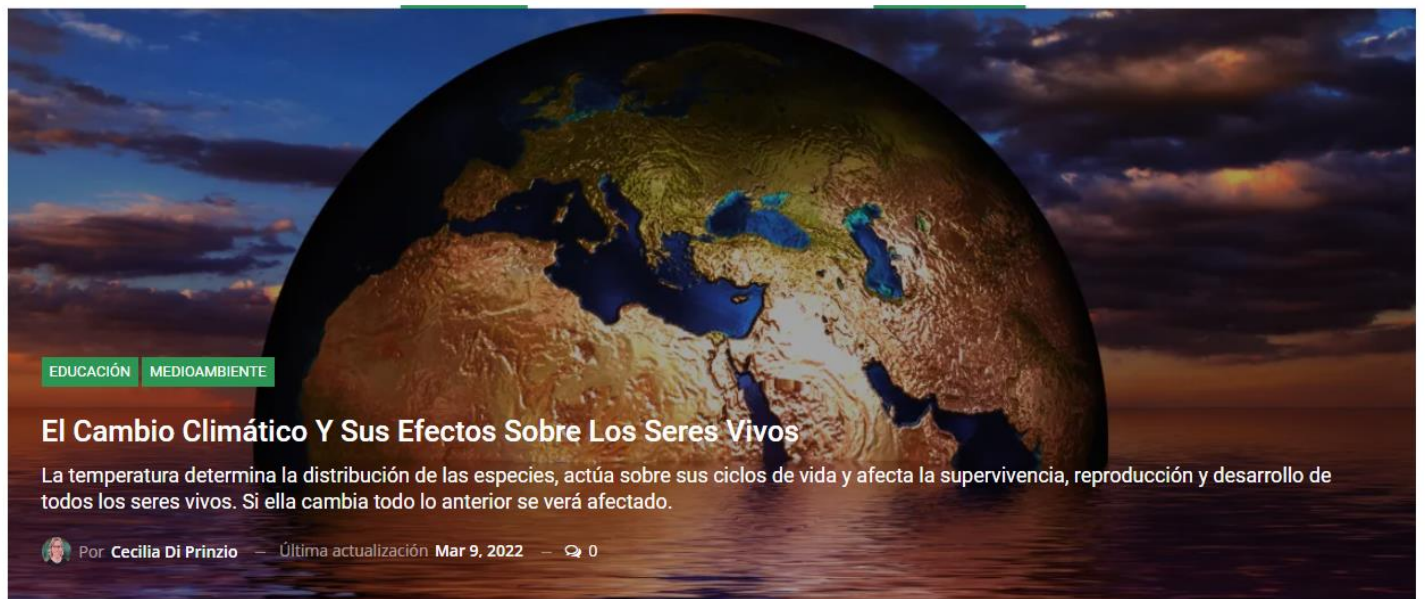 EDUCACIÓN MEDIOAMBIENTE
El Cambio Climático Y Sus Efectos Sobre Los Seres Vivos
La temperatura determina la distribución de las especies, actúa sobre sus ciclos de vida y afecta la supervivencia, reproducción y desarrollo de
todos los seres vivos. Si ella cambia todo lo anterior se verá afectado.
Por Cecilia Di Prinzio — Última actualización Mar 9, 2022 — 0